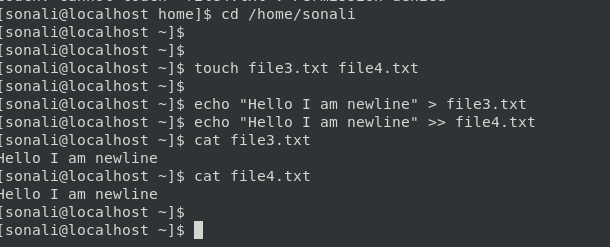 [sonali@localhost home]$ cd /home/sonali
[sonali@localhost ~]$
[sonali@localhost ~]$
[sonali@localhost ~]$ touch file3.txt file4.txt
[sonali@localhost ~]$
[sonali@localhost ~]$ echo "Hello I am newline" > file3.txt
[sonali@localhost ~]$ echo "Hello I am newline" >> file4.txt
[sonali@localhost ~]$ cat file3.txt
Hello I am newline
[sonali@localhost ~]$ cat file4.txt
Hello I am newline
[sonali@localhost ~]$
[sonali@localhost ~]$